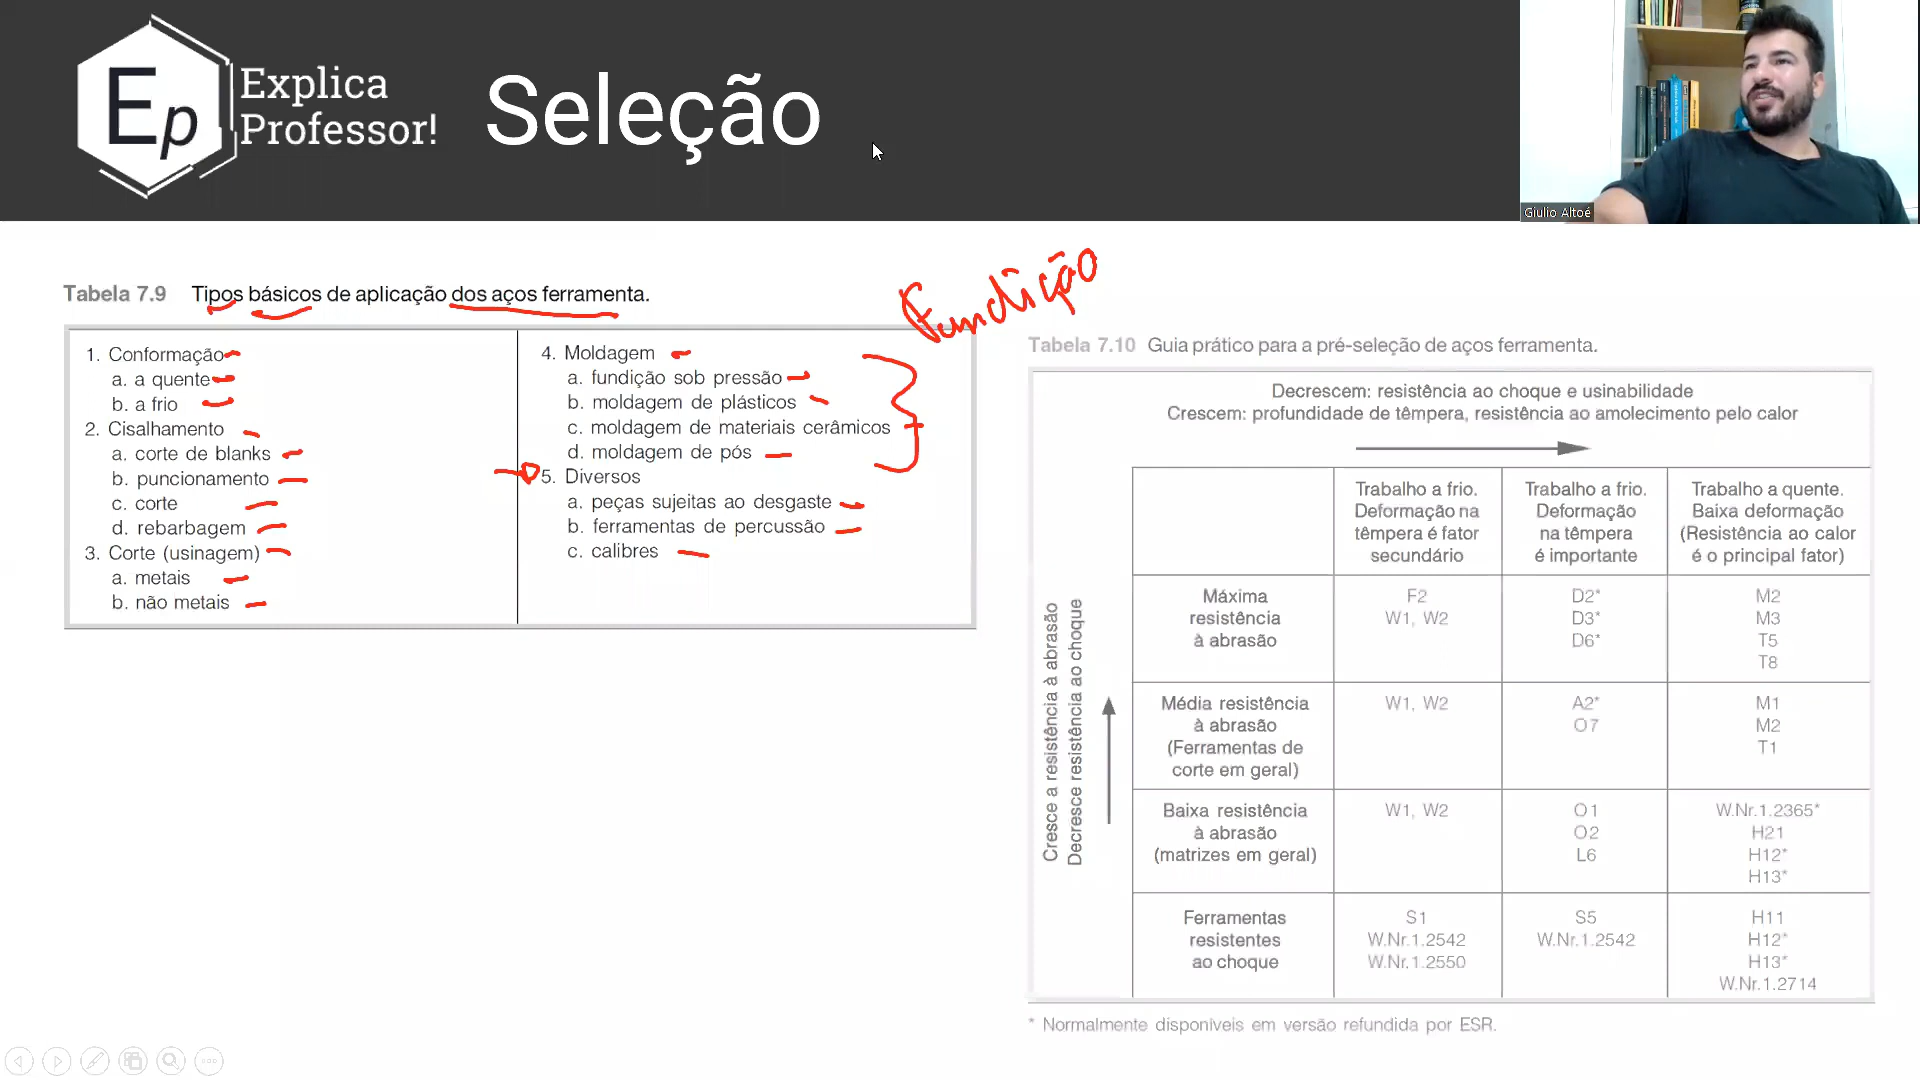 Ep
Explica
Professor!
Seleção
Giulio Altoé
Fundição
Tabela 7.9 Tipos básicos de aplicação dos aços ferramenta.
1. Conformação
a. a quente
b. a frio
2. Cisalhamento
a. corte de blanks
b. puncionamento
c. corte
d. rebarbagem
3. Corte (usinagem)
a. metais
b. não metais
4. Moldagem
a. fundição sob pressão
b. moldagem de plásticos
c. moldagem de materiais cerâmicos
d. moldagem de pós
5. Diversos
a. peças sujeitas ao desgaste
b. ferramentas de percussão
c. calibres
Tabela 7.10 Guia prático para a pré-seleção de aços ferramenta.
Decrescem: resistência ao choque e usinabilidade
Crescem: profundidade de têmpera, resistência ao amolecimento pelo calor
Cresce a resistência à abrasão
Decresce resistência ao choque
Trabalho a frio.
Deformação na
têmpera é fator
secundário
Trabalho a frio.
Deformação
na têmpera
é importante
Trabalho a quente.
Baixa deformação
(Resistência ao calor
é o principal fator)
Máxima
resistência
à abrasão
F2
W1, W2
D2*
D3*
D6*
M2
M3
T5
T8
Média resistência
à abrasão
(Ferramentas de
corte em geral)
W1, W2
A2*
O7
M1
M2
T1
Baixa resistência
à abrasão
(matrizes em geral)
W1, W2
O1
O2
L6
W.Nr.1.2365*
H21
H12*
H13*
Ferramentas
resistentes
ao choque
S1
W.Nr.1.2542
W.Nr.1.2550
S5
W.Nr.1.2542
H11
H12*
H13*
W.Nr.1.2714
* Normalmente disponíveis em versão refundida por ESR.